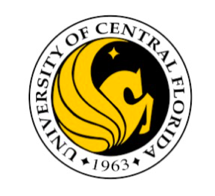 UNIVERSITY OF CENTRAL FLORIDA
1963